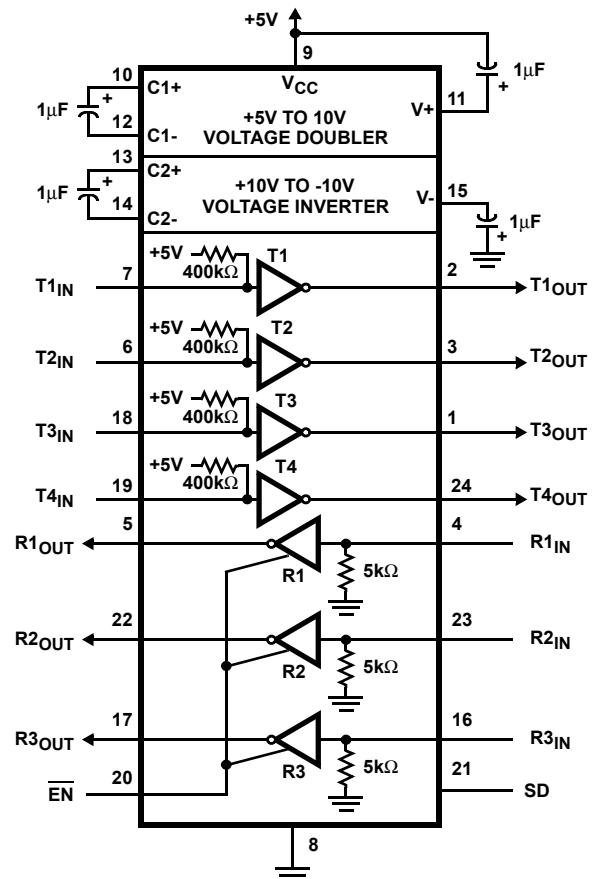 +5V
9
10
C1+
VCC
1μF
+
1μF
+
12
C1-
+5V TO 10V
VOLTAGE DOUBLER
V+
11
13
C2+
1μF
+
14
C2-
+10V TO -10V
VOLTAGE INVERTER
V-
15
1μF
+
+5V
400kΩ
T1
T1IN
7
2
T1OUT
+5V
400kΩ
T2
T2IN
6
3
T2OUT
+5V
400kΩ
T3
T3IN
18
1
T3OUT
+5V
400kΩ
T4
T4IN
19
24
T4OUT
R1OUT
5
4
R1IN
R1
5kΩ
R2OUT
22
23
R2IN
R2
5kΩ
R3OUT
17
16
R3IN
R3
5kΩ
EN
20
21
SD
8